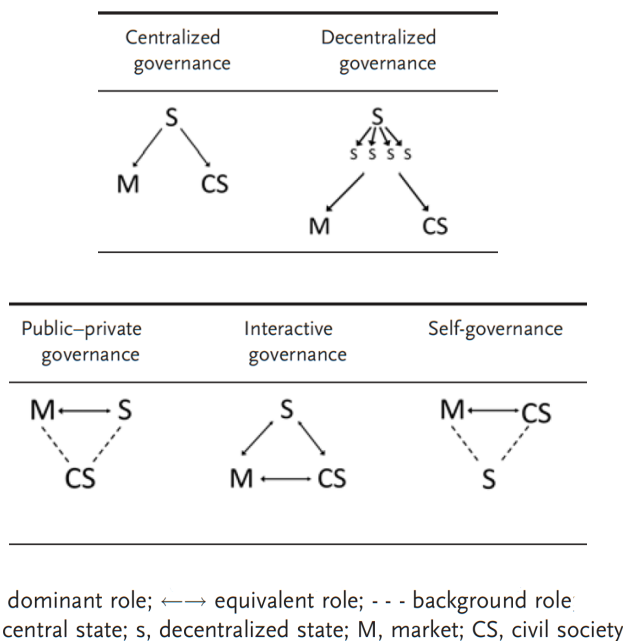 Centralized Decentralized
governance governance
S S
s s s s
M CS
M CS
Public–private Interactive Self-governance
governance governance
M S S M CS
CS M CS S
dominant role; ←→ equivalent role; - - - background role
central state; s, decentralized state; M, market; CS, civil society